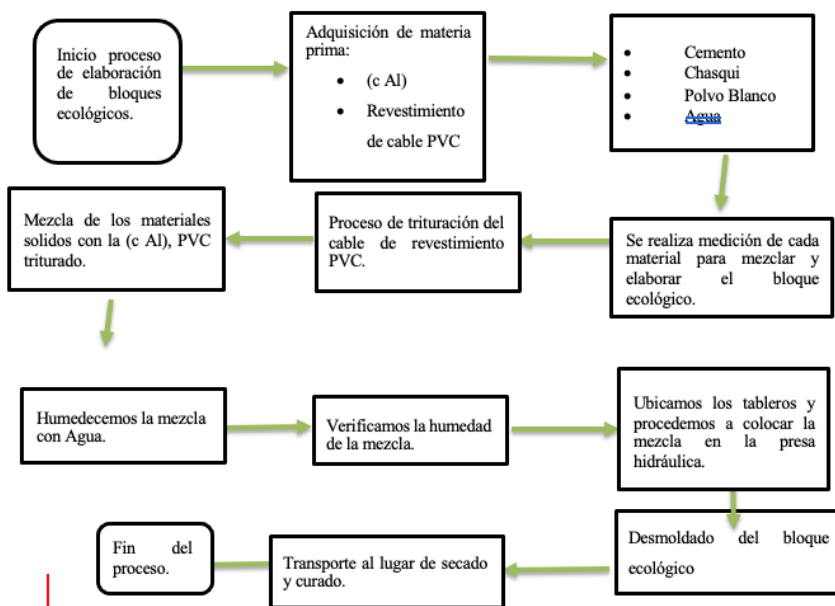 Inicio proceso
de elaboración
de bloques
ecológicos.
Adquisición de materia
prima:
• (c Al)
• Revestimiento
de cable PVC
• Cemento
• Chasqui
• Polvo Blanco
• Agua
Se realiza medición de cada
material para mezclar y
elaborar el bloque
ecológico.
Proceso de trituración del
cable de revestimiento
PVC.
Mezcla de los materiales
solidos con la (c Al), PVC
triturado.
Humedecemos la mezcla
con Agua.
Verificamos la humedad
de la mezcla.
Ubicamos los tableros y
procedemos a colocar la
mezcla en la presa
hidráulica.
Desmoldado del bloque
ecológico
Transporte al lugar de secado
y curado.
Fin del
proceso.